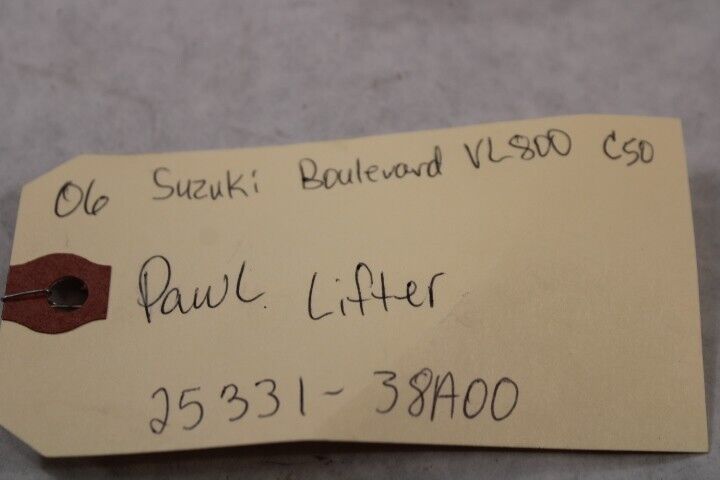 06 Suzuki Boulevard VL800 C50
Pawl Lifter
25331-38A00